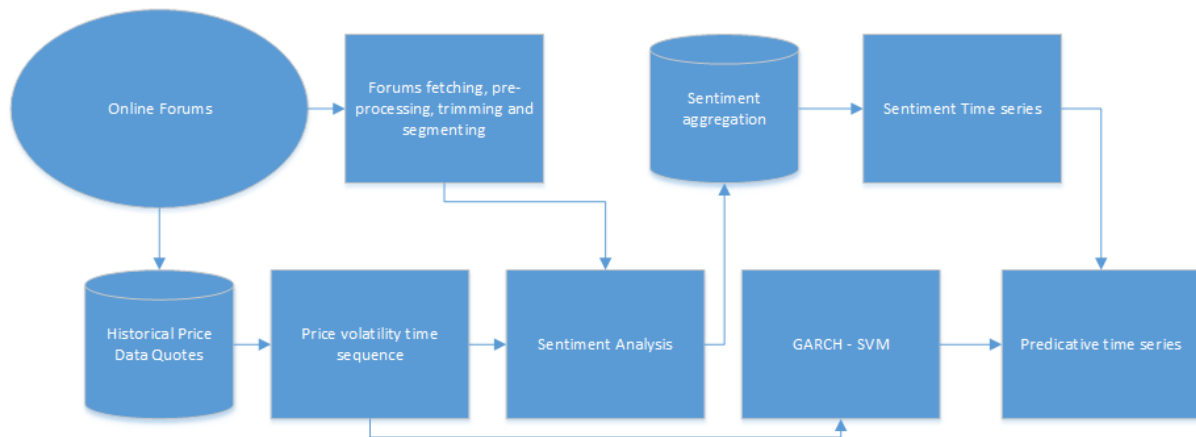 Online Forums
Forums fetching, pre-
processing, trimming and
segmenting
Sentiment
aggregation
Sentiment Time series
Historical Price
Data Quotes
Price volatility time
sequence
Sentiment Analysis
GARCH - SVM
Predicative time series